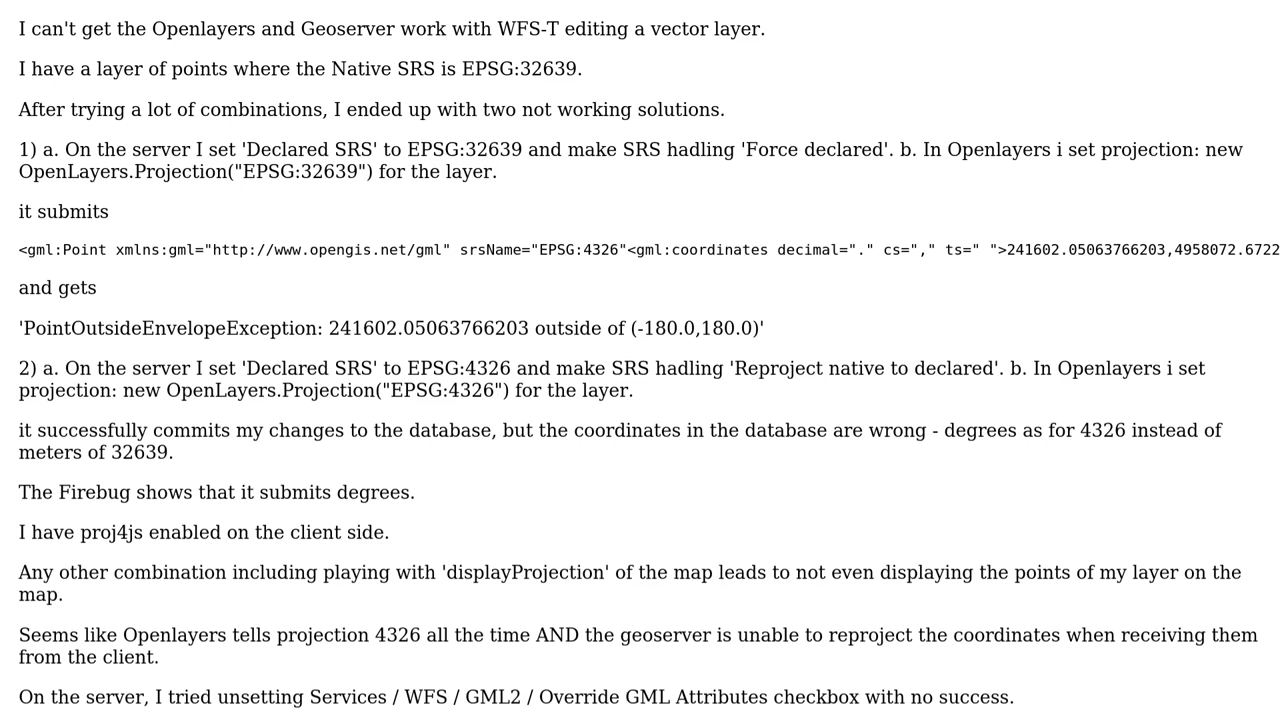 I can't get the Openlayers and Geoserver work with WFS-T editing a vector layer.
I have a layer of points where the Native SRS is EPSG:32639.
After trying a lot of combinations, I ended up with two not working solutions.
1) a. On the server I set 'Declared SRS' to EPSG:32639 and make SRS hadling 'Force declared'. b. In Openlayers i set projection: new
OpenLayers.Projection("EPSG:32639") for the layer.
it submits
<gml:Point xmlns:gml="http://www.opengis.net/gml" srsName="EPSG:4326"<gml:coordinates decimal="." cs="," ts=" ">241602.05063766203,4958072.6722
and gets
'PointOutsideEnvelopeException: 241602.05063766203 outside of (-180.0,180.0)'
2) a. On the server I set 'Declared SRS' to EPSG:4326 and make SRS hadling 'Reproject native to declared'. b. In Openlayers i set
projection: new OpenLayers.Projection("EPSG:4326") for the layer.
it successfully commits my changes to the database, but the coordinates in the database are wrong - degrees as for 4326 instead of
meters of 32639.
The Firebug shows that it submits degrees.
I have proj4js enabled on the client side.
Any other combination including playing with 'displayProjection' of the map leads to not even displaying the points of my layer on the
map.
Seems like Openlayers tells projection 4326 all the time AND the geoserver is unable to reproject the coordinates when receiving them
from the client.
On the server, I tried unsetting Services / WFS / GML2 / Override GML Attributes checkbox with no success.